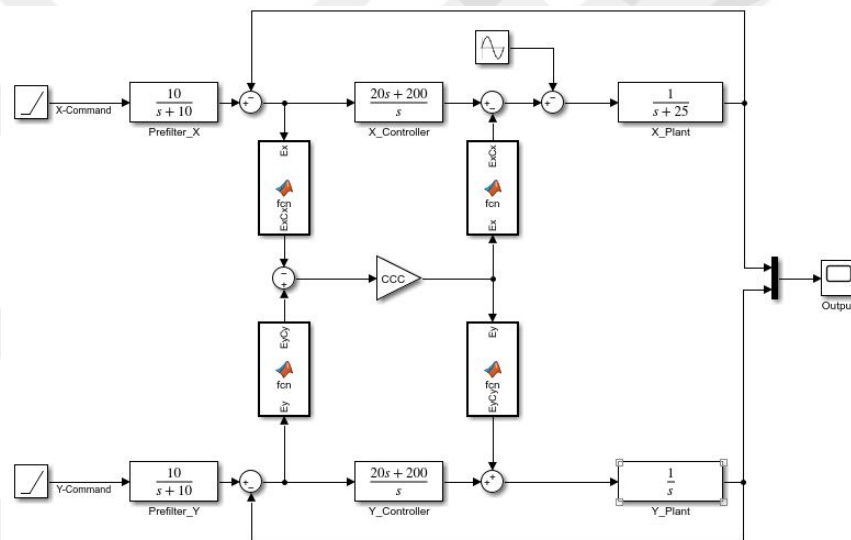 X-Command
10
s + 10
Prefilter_X
20s + 200
s
X_Controller
1
s + 25
X_Plant
Ex
fcn
ExCx
ExCx
fcn
Ex
CCC
EyCy
fcn
Ey
Ey
fcn
EyCy
Outpu
Y-Command
10
s + 10
Prefilter_Y
20s + 200
s
Y_Controller
1
s
Y_Plant